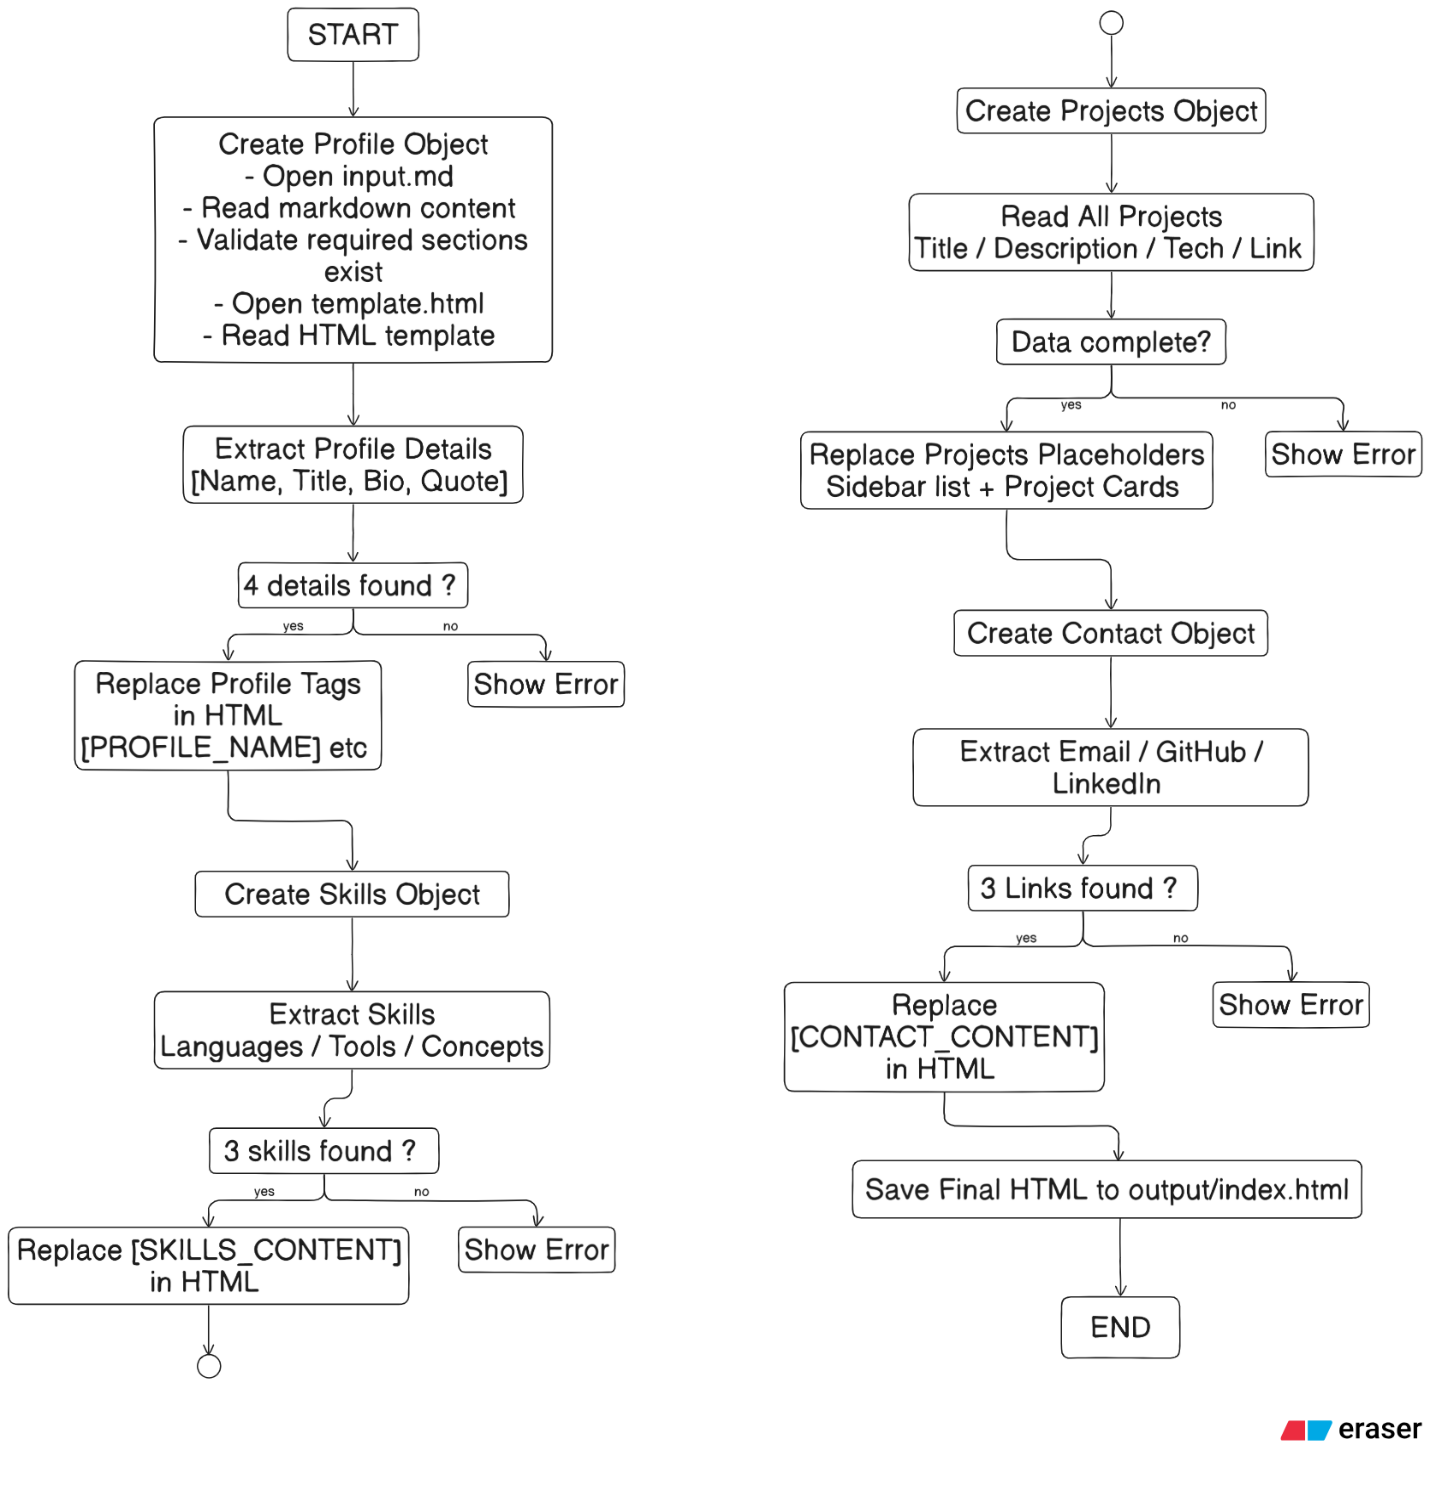 START
Create Profile Object
- Open input.md
- Read markdown content
- Validate required sections
exist
- Open template.html
- Read HTML template
Extract Profile Details
[Name, Title, Bio, Quote]
4 details found ?
yes
no
Replace Profile Tags
in HTML
[PROFILE_NAME] etc
Show Error
Create Skills Object
Extract Skills
Languages / Tools / Concepts
3 skills found ?
yes
no
Replace [SKILLS_CONTENT]
in HTML
Show Error
Create Projects Object
Read All Projects
Title / Description / Tech / Link
Data complete?
yes
no
Replace Projects Placeholders
Sidebar list + Project Cards
Show Error
Create Contact Object
Extract Email / GitHub /
LinkedIn
3 Links found ?
yes
no
Replace
[CONTACT_CONTENT]
in HTML
Show Error
Save Final HTML to output/index.html
END
eraser